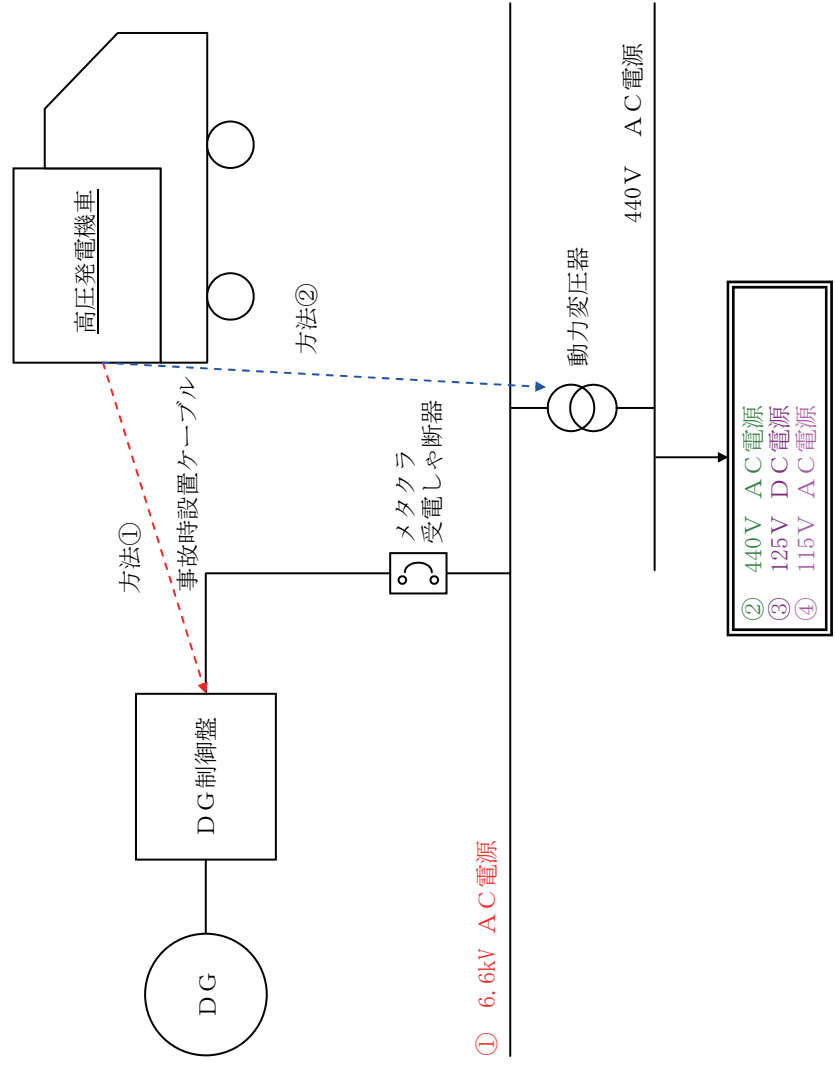 高圧発電機車
方法①
事故時設置ケーブル
方法②
DG
DG制御盤
メタクラ
受電しゃ断器
① 6.6kV AC電源
動力変圧器
440V AC電源
② 440V AC電源
③ 125V DC電源
④ 115V AC電源